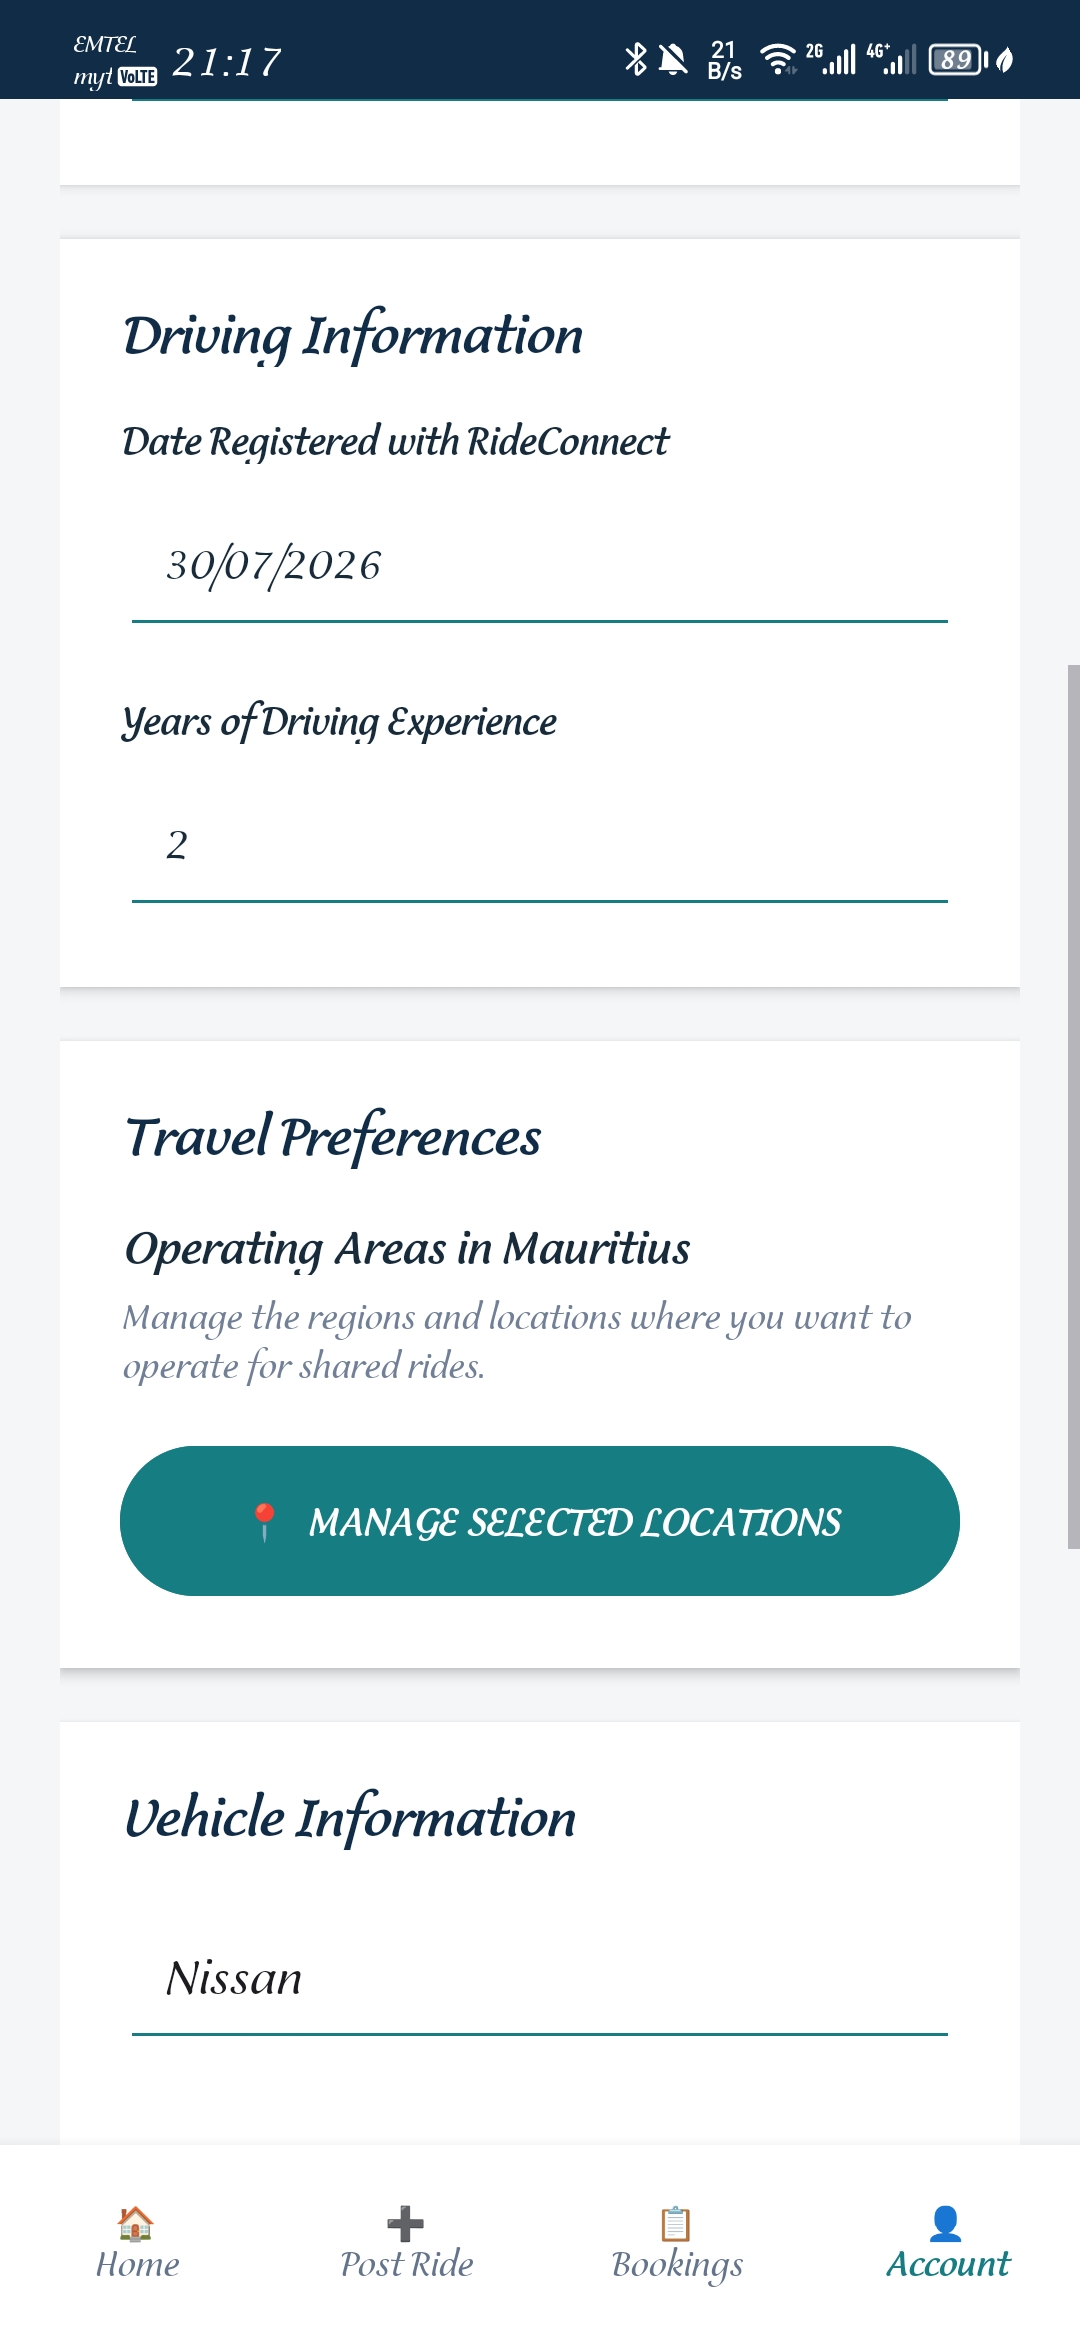 EMTEL
myt VoLTE
21:17
21 B/s
2G
4G+
89
Driving Information
Date Registered with RideConnect
30/07/2026
Years of Driving Experience
2
Travel Preferences
Operating Areas in Mauritius
Manage the regions and locations where you want to
operate for shared rides.
📍 MANAGE SELECTED LOCATIONS
Vehicle Information
Nissan
Home
Post Ride
Bookings
Account